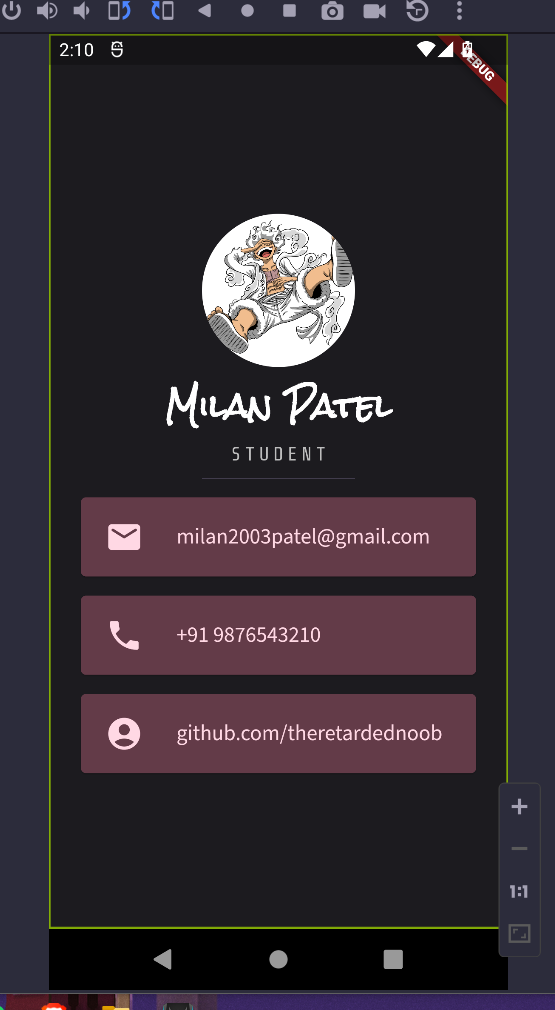 2:10
DEBUG
Milan Patel
STUDENT
milan2003patel@gmail.com
+91 9876543210
github.com/theretardednoob
1:1